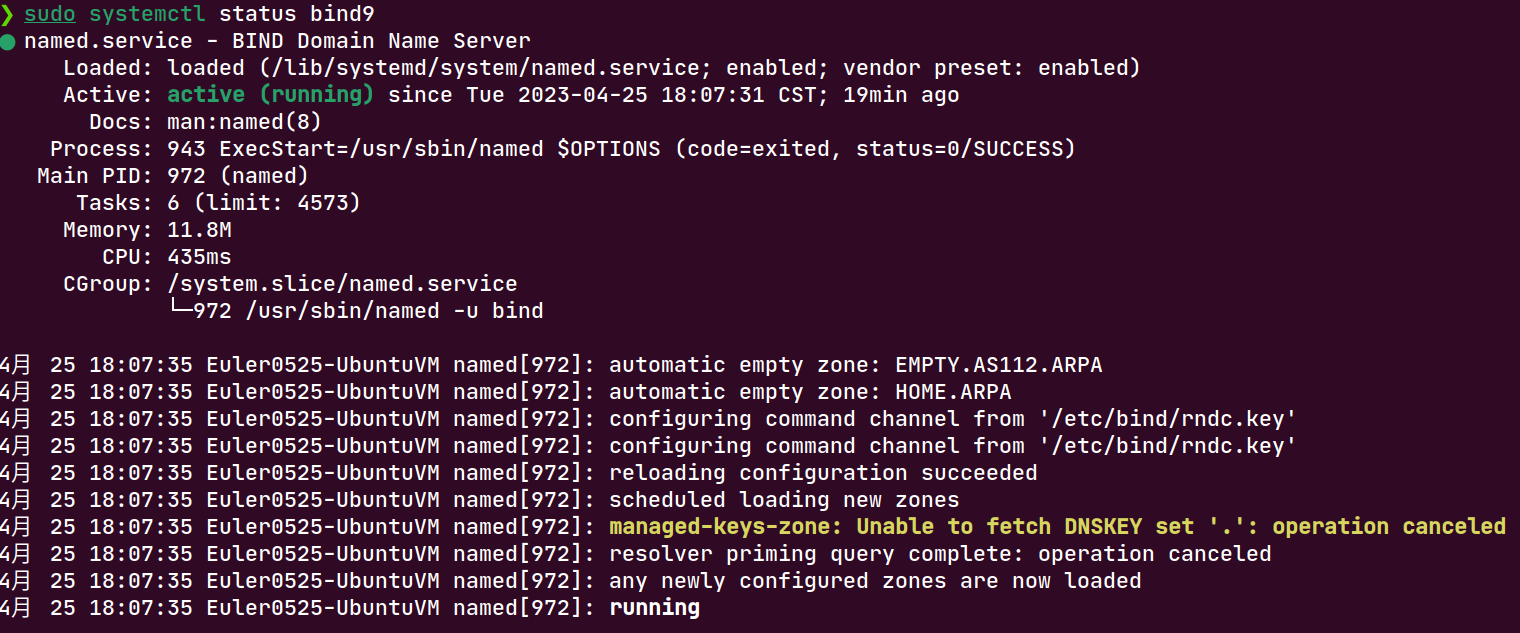 ❯ sudo systemctl status bind9
● named.service - BIND Domain Name Server
     Loaded: loaded (/lib/systemd/system/named.service; enabled; vendor preset: enabled)
     Active: active (running) since Tue 2023-04-25 18:07:31 CST; 19min ago
       Docs: man:named(8)
    Process: 943 ExecStart=/usr/sbin/named $OPTIONS (code=exited, status=0/SUCCESS)
   Main PID: 972 (named)
      Tasks: 6 (limit: 4573)
     Memory: 11.8M
        CPU: 435ms
     CGroup: /system.slice/named.service
             └─972 /usr/sbin/named -u bind
4月 25 18:07:35 Euler0525-UbuntuVM named[972]: automatic empty zone: EMPTY.AS112.ARPA
4月 25 18:07:35 Euler0525-UbuntuVM named[972]: automatic empty zone: HOME.ARPA
4月 25 18:07:35 Euler0525-UbuntuVM named[972]: configuring command channel from '/etc/bind/rndc.key'
4月 25 18:07:35 Euler0525-UbuntuVM named[972]: configuring command channel from '/etc/bind/rndc.key'
4月 25 18:07:35 Euler0525-UbuntuVM named[972]: reloading configuration succeeded
4月 25 18:07:35 Euler0525-UbuntuVM named[972]: scheduled loading new zones
4月 25 18:07:35 Euler0525-UbuntuVM named[972]: managed-keys-zone: Unable to fetch DNSKEY set '.': operation canceled
4月 25 18:07:35 Euler0525-UbuntuVM named[972]: resolver priming query complete: operation canceled
4月 25 18:07:35 Euler0525-UbuntuVM named[972]: any newly configured zones are now loaded
4月 25 18:07:35 Euler0525-UbuntuVM named[972]: running